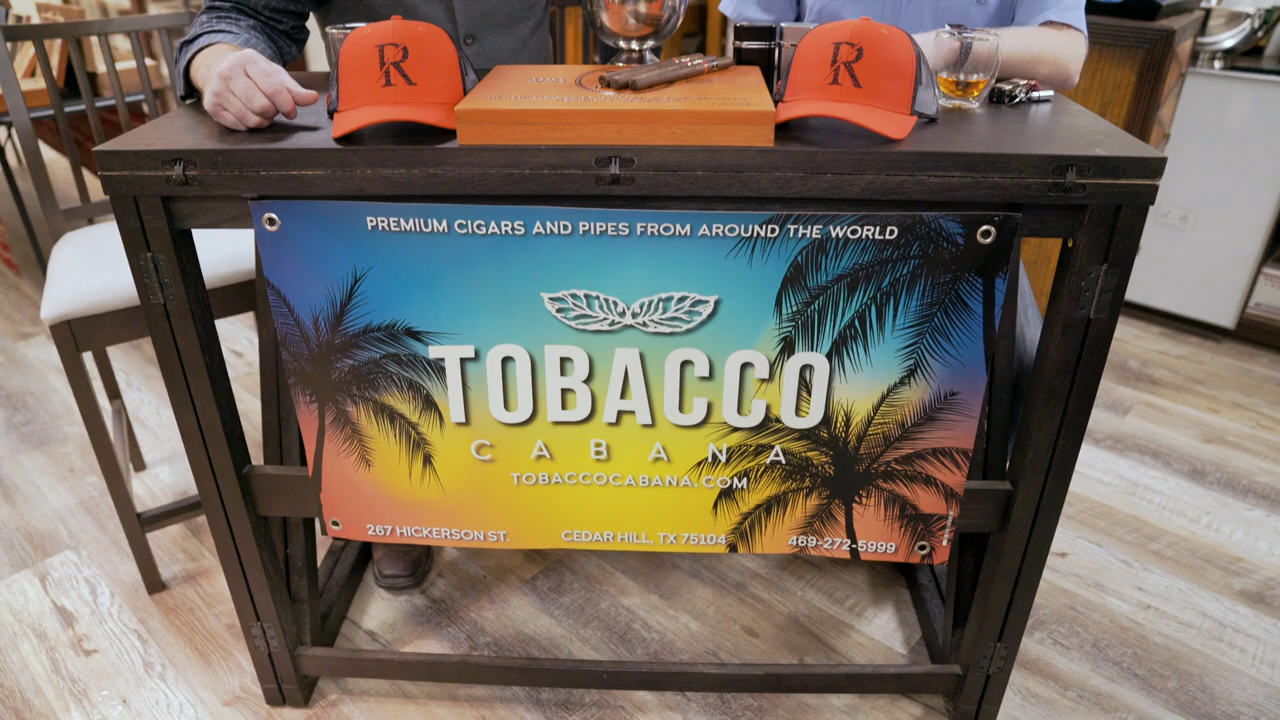 R
R
PREMIUM CIGARS AND PIPES FROM AROUND THE WORLD
TOBACCO
CABANA
TOBACCOCABANA.COM
267 HICKERSON ST. CEDAR HILL, TX 75104 469-272-5999